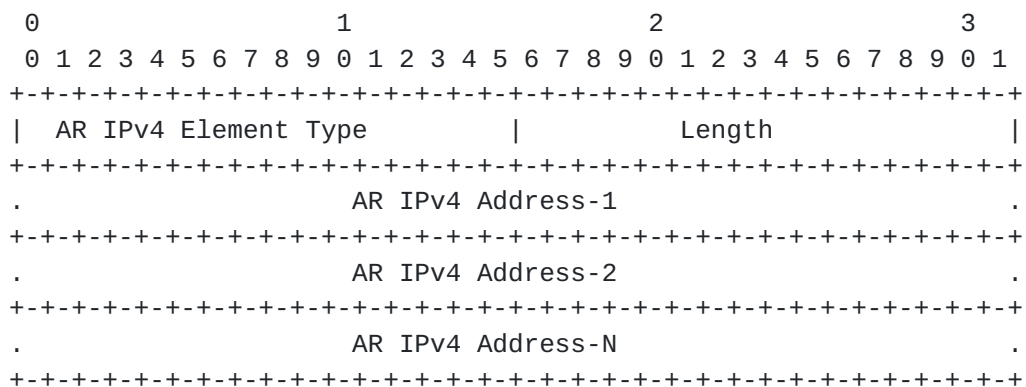 0                   1                   2                   3
0 1 2 3 4 5 6 7 8 9 0 1 2 3 4 5 6 7 8 9 0 1 2 3 4 5 6 7 8 9 0 1
+-+-+-+-+-+-+-+-+-+-+-+-+-+-+-+-+-+-+-+-+-+-+-+-+-+-+-+-+-+-+-+-+
|  AR IPv4 Element Type         |          Length               |
+-+-+-+-+-+-+-+-+-+-+-+-+-+-+-+-+-+-+-+-+-+-+-+-+-+-+-+-+-+-+-+-+
.                     AR IPv4 Address-1                         .
+-+-+-+-+-+-+-+-+-+-+-+-+-+-+-+-+-+-+-+-+-+-+-+-+-+-+-+-+-+-+-+-+
.                     AR IPv4 Address-2                         .
+-+-+-+-+-+-+-+-+-+-+-+-+-+-+-+-+-+-+-+-+-+-+-+-+-+-+-+-+-+-+-+-+
.                     AR IPv4 Address-N                         .
+-+-+-+-+-+-+-+-+-+-+-+-+-+-+-+-+-+-+-+-+-+-+-+-+-+-+-+-+-+-+-+-+